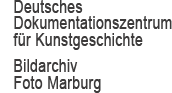 Deutsches
Dokumentationszentrum
für Kunstgeschichte
Bildarchiv
Foto Marburg